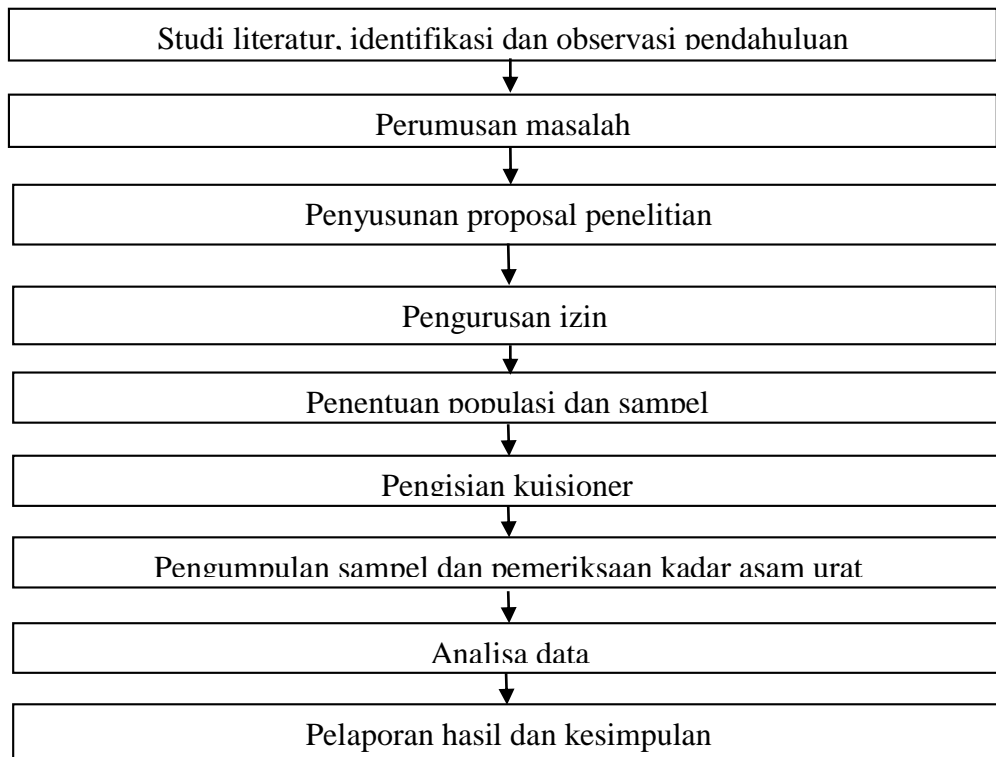 Studi literatur, identifikasi dan observasi pendahuluan
Perumusan masalah
Penyusunan proposal penelitian
Pengurusan izin
Penentuan populasi dan sampel
Pengisian kuisioner
Pengumpulan sampel dan pemeriksaan kadar asam urat
Analisa data
Pelaporan hasil dan kesimpulan